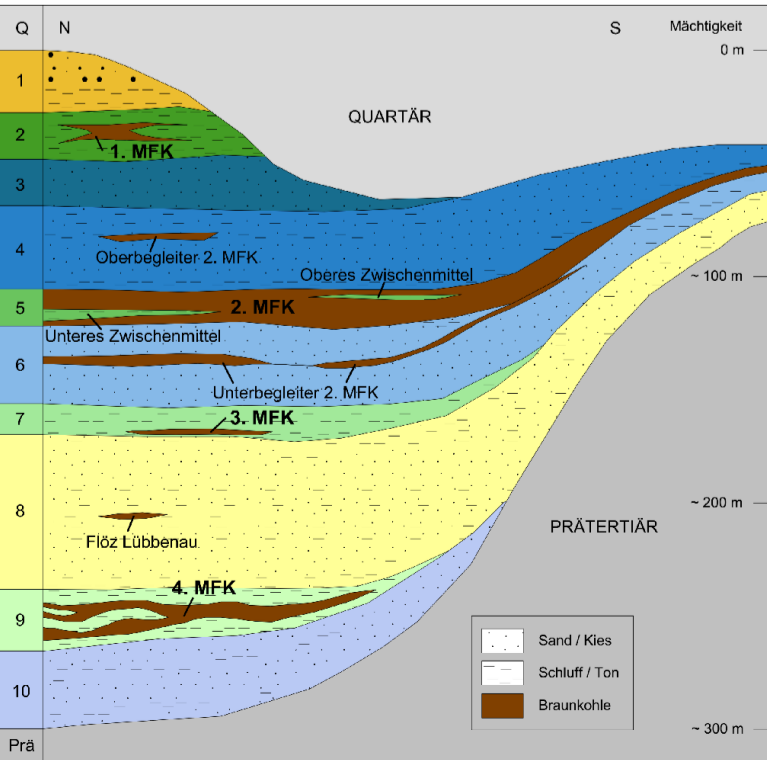 Q N S Mächtigkeit
0 m
1
QUARTÄR
2
1. MFK
3
4
Oberbegleiter 2. MFK
Oberes Zwischenmittel
~ 100 m
5
2. MFK
Unteres Zwischenmittel
6
Unterbegleiter 2. MFK
7
3. MFK
8
~ 200 m
PRÄTERTIÄR
Flöz Lübbenau
4. MFK
9
Sand / Kies
Schluff / Ton
10
Braunkohle
~ 300 m
Prä